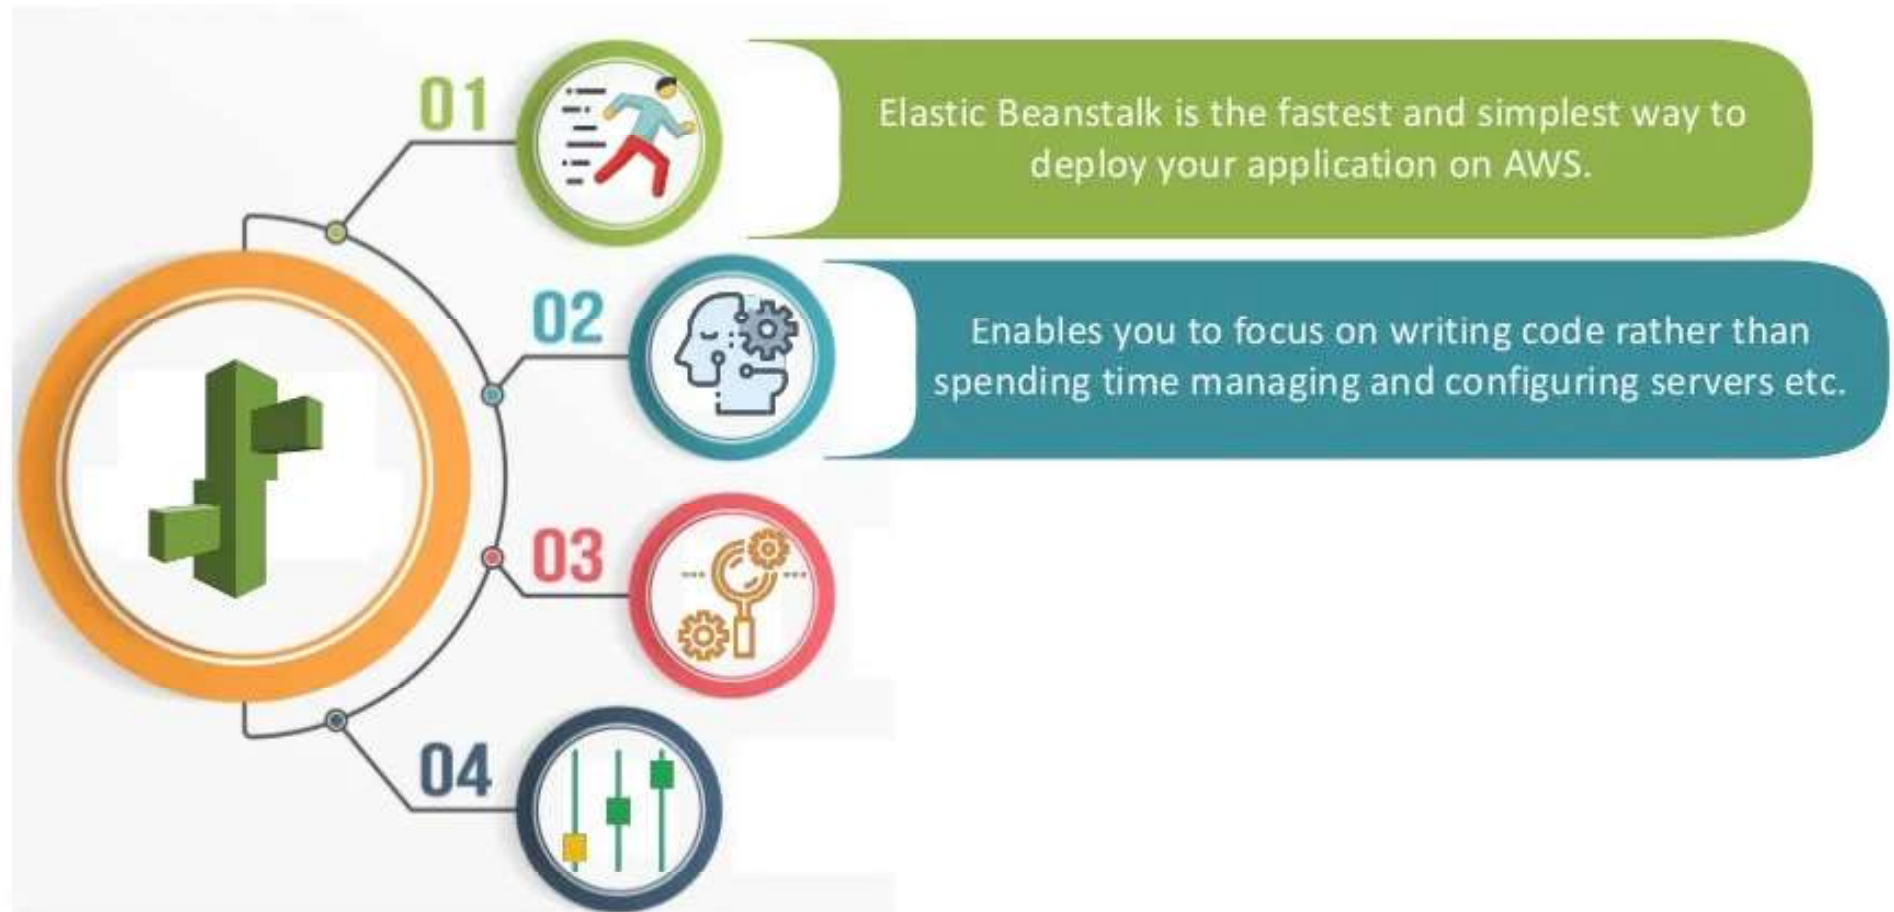 01
Elastic Beanstalk is the fastest and simplest way to
deploy your application on AWS.
02
Enables you to focus on writing code rather than
spending time managing and configuring servers etc.
03
04